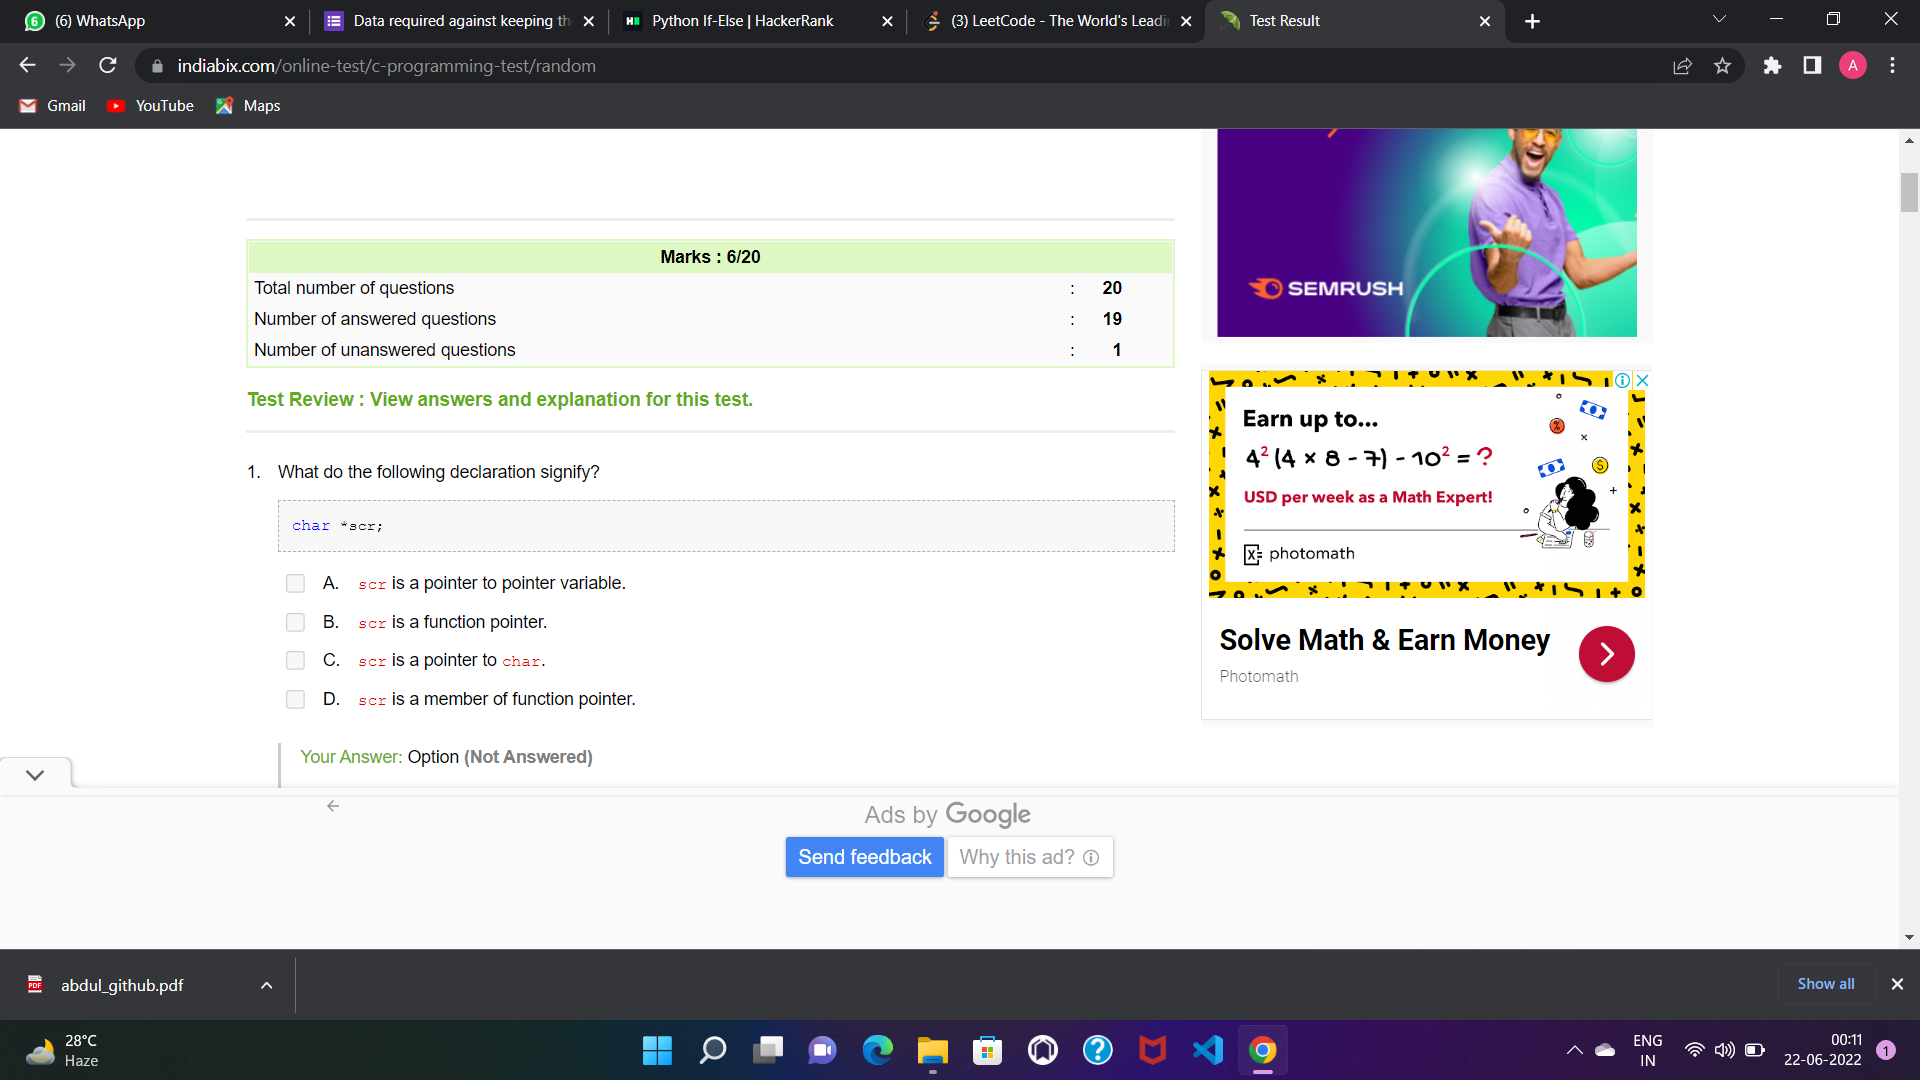 (6) WhatsApp
Data required against keeping th
Python If-Else | HackerRank
(3) LeetCode - The World's Leadin
Test Result
indiabix.com/online-test/c-programming-test/random
A
Gmail
YouTube
Maps
Marks : 6/20
Total number of questions : 20
Number of answered questions : 19
Number of unanswered questions : 1
Test Review : View answers and explanation for this test.
1. What do the following declaration signify?
char *scr;
A. scr is a pointer to pointer variable.
B. scr is a function pointer.
C. scr is a pointer to char.
D. scr is a member of function pointer.
Your Answer: Option (Not Answered)
SEMRUSH
Earn up to...
4² (4 × 8 - 7) - 10² = ?
USD per week as a Math Expert!
photomath
Solve Math & Earn Money
Photomath
Ads by Google
Send feedback
Why this ad?
abdul_github.pdf
Show all
28°C
Haze
ENG
IN
00:11
22-06-2022
1